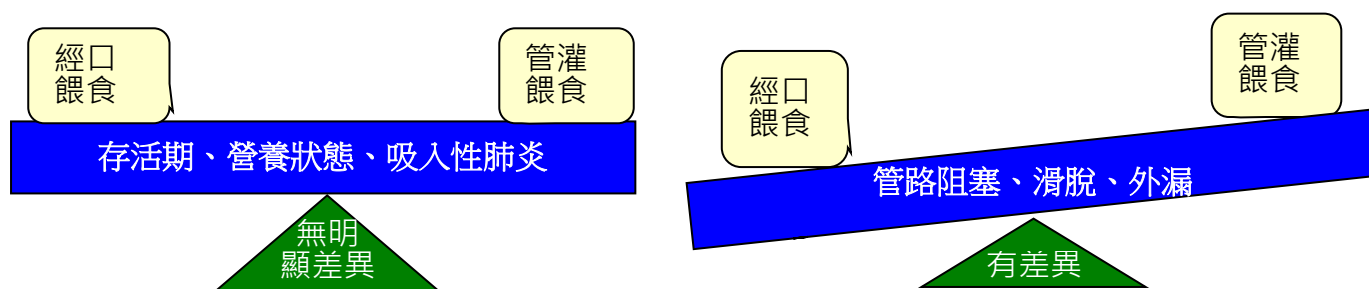 經口
餵食
管灌
餵食
存活期、營養狀態、吸入性肺炎
無明
顯差異
經口
餵食
管灌
餵食
管路阻塞、滑脫、外漏
有差異